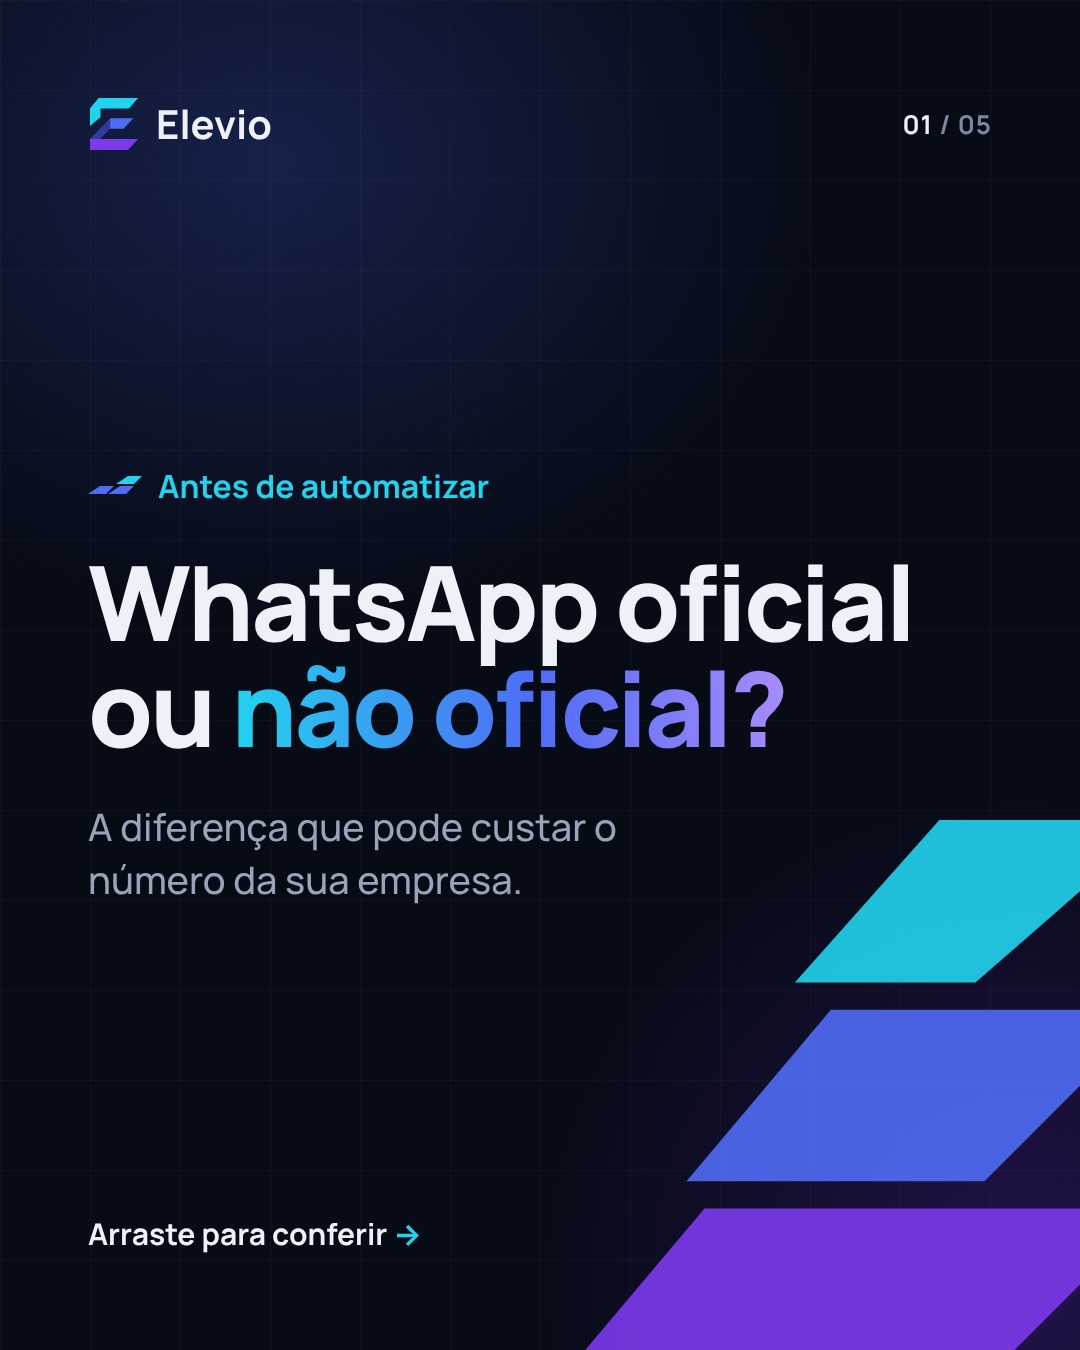 Elevio
01 / 05
Antes de automatizar
WhatsApp oficial
ou não oficial?
A diferença que pode custar o
número da sua empresa.
Arraste para conferir →